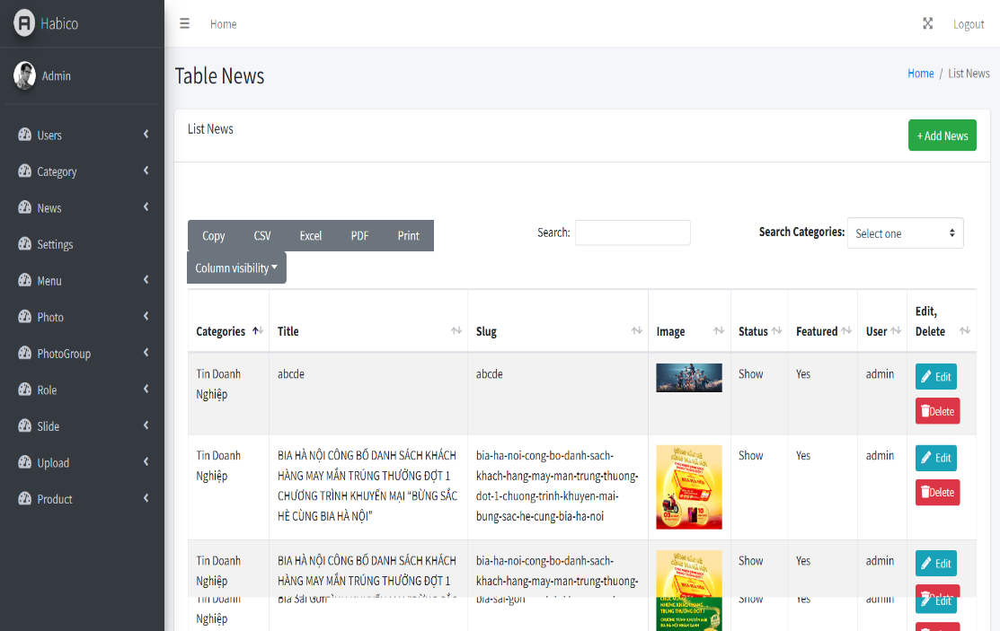 Habico
Home
Logout
Admin
Table News
Home / List News
Users
Category
News
Settings
Menu
Photo
PhotoGroup
Role
Slide
Upload
Product
List News
+ Add News
Copy CSV Excel PDF Print
Column visibility
Search:
Search Categories: Select one
Categories Title Slug Image Status Featured User Edit,
Delete
Tin Doanh
Nghiệp
abcde
abcde
Show
Yes
admin
Edit
Delete
Tin Doanh
Nghiệp
BIA HÀ NỘI CÔNG BỐ DANH SÁCH KHÁCH
HÀNG MAY MẮN TRÚNG THƯỞNG ĐỢT 1
CHƯƠNG TRÌNH KHUYẾN MẠI “BỪNG SẮC
HÈ CÙNG BIA HÀ NỘI”
bia-ha-noi-cong-bo-danh-sach-
khach-hang-may-man-trung-thuong-
dot-1-chuong-trinh-khuyen-mai-
bung-sac-he-cung-bia-ha-noi
Show
Yes
admin
Edit
Delete
Tin Doanh
Nghiệp
BIA HÀ NỘI CÔNG BỐ DANH SÁCH KHÁCH
HÀNG MAY MẮN TRÚNG THƯỞNG ĐỢT 1
bia-ha-noi-cong-bo-danh-sach-
khach-hang-may-man-trung-thuong-
Show
Yes
admin
Edit
Delete
Tin Doanh
Nghiệp
Bia Sài Gòn
bia-sai-gon
Show
Yes
admin
Edit